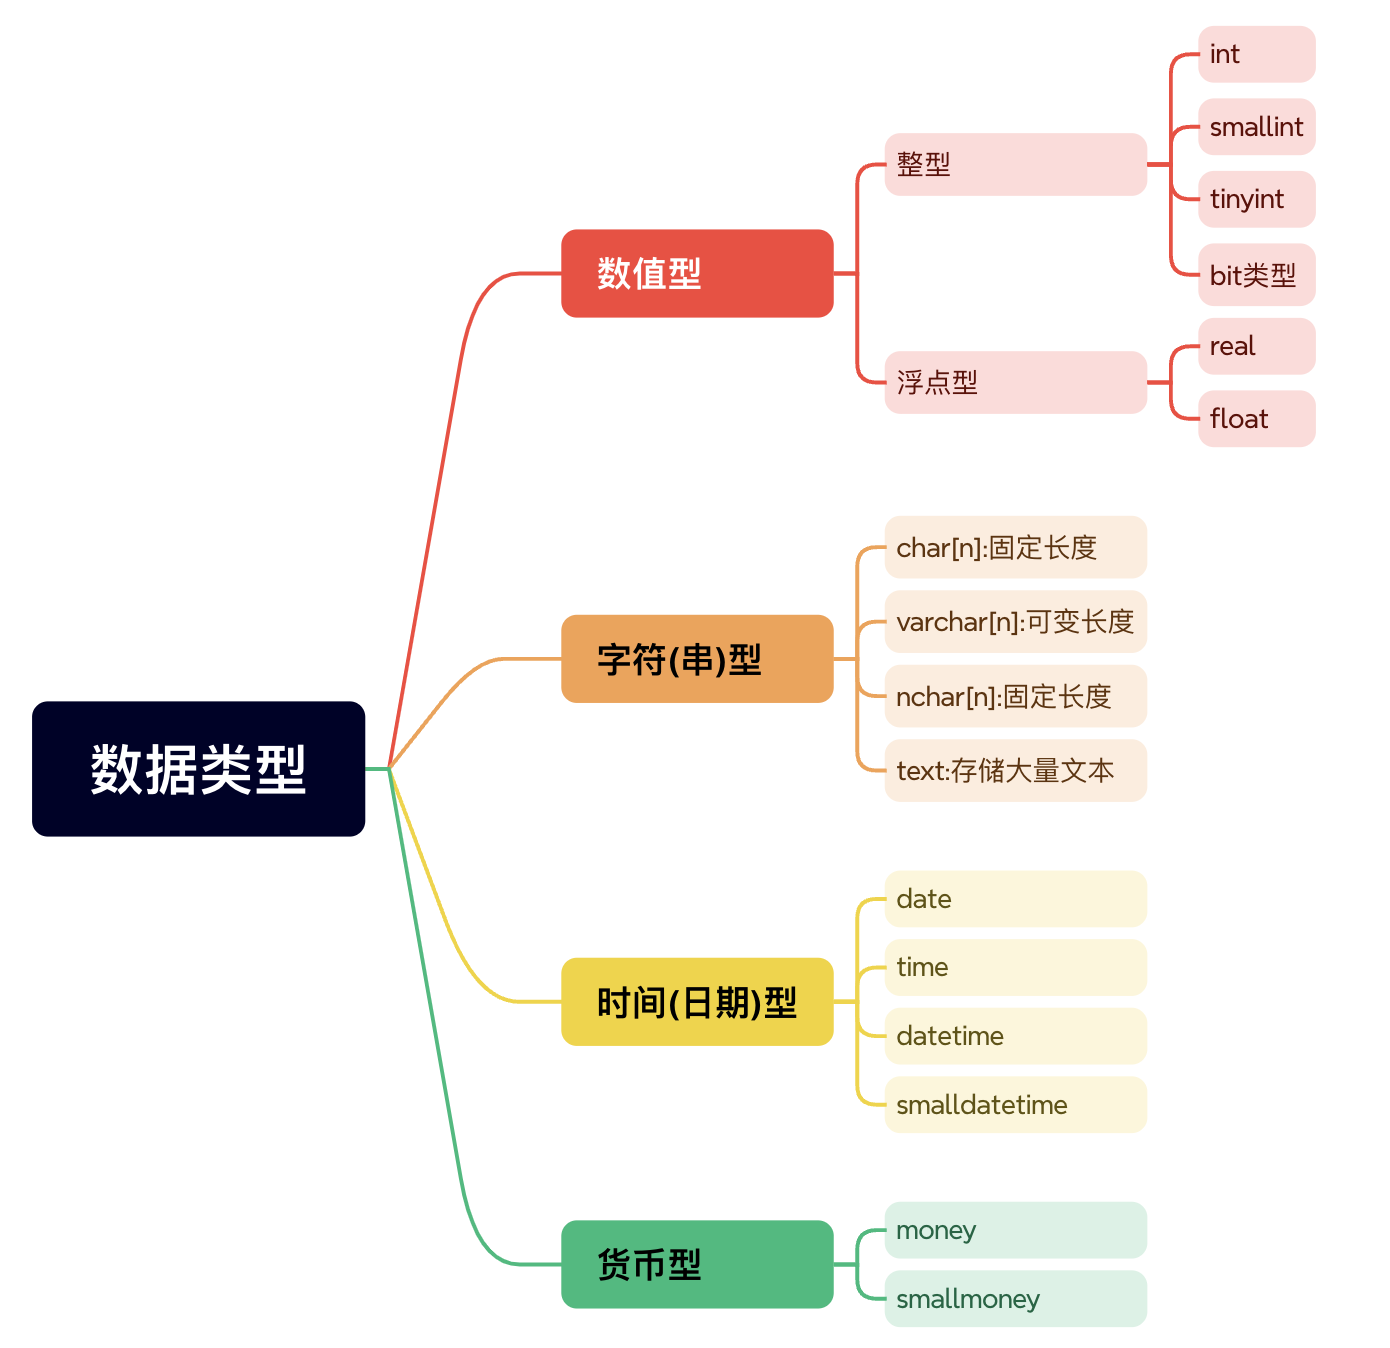 数据类型
数值型
整型
int
smallint
tinyint
bit类型
浮点型
real
float
字符(串)型
char[n]:固定长度
varchar[n]:可变长度
nchar[n]:固定长度
text:存储大量文本
时间(日期)型
date
time
datetime
smalldatetime
货币型
money
smallmoney